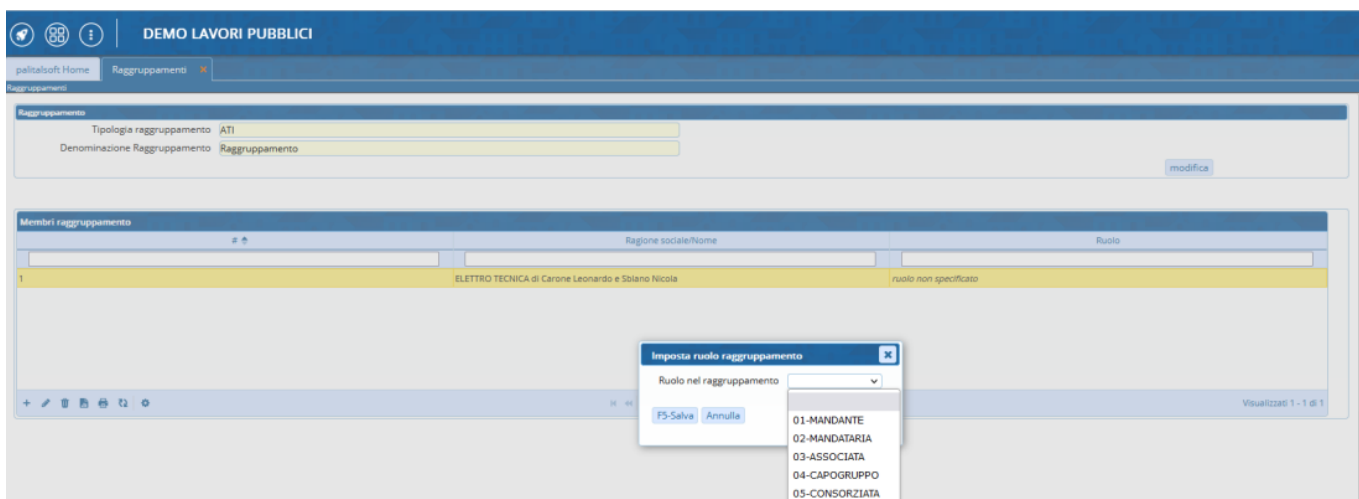 DEMO LAVORI PUBBLICI
palitalsoft Home
Raggruppamenti
Raggruppamenti
Raggruppamento
Tipologia raggruppamento ATI
Denominazione Raggruppamento Raggruppamento
modifica
Membri raggruppamento
# Ragione sociale/Nome Ruolo
1 ELETTRO TECNICA di Carone Leonardo e Sblano Nicola ruolo non specificato
Imposta ruolo raggruppamento
Ruolo nel raggruppamento
F5-Salva Annulla
01-MANDANTE
02-MANDATARIA
03-ASSOCIATA
04-CAPOGRUPPO
05-CONSORZIATA
Visualizzati 1 - 1 di 1